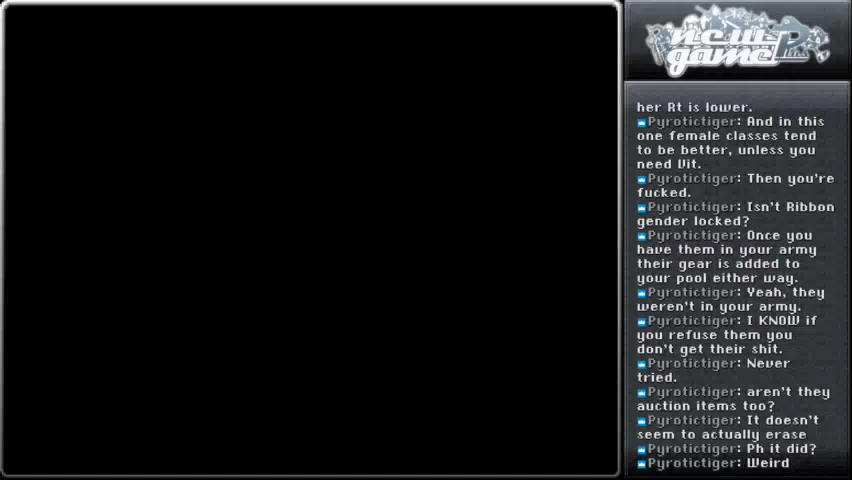 new
game Plus
her Rt is lower.
Pyrotictiger: And in this
one female classes tend
to be better, unless you
need Vit.
Pyrotictiger: Then you're
fucked.
Pyrotictiger: Isn't Ribbon
gender locked?
Pyrotictiger: Once you
have them in your army
their gear is added to
your pool either way.
Pyrotictiger: Yeah, they
weren't in your army.
Pyrotictiger: I KNOW if
you refuse them you
don't get their shit.
Pyrotictiger: Never
tried.
Pyrotictiger: aren't they
auction items too?
Pyrotictiger: It doesn't
seem to actually erase
Pyrotictiger: Ph it did?
Pyrotictiger: Weird